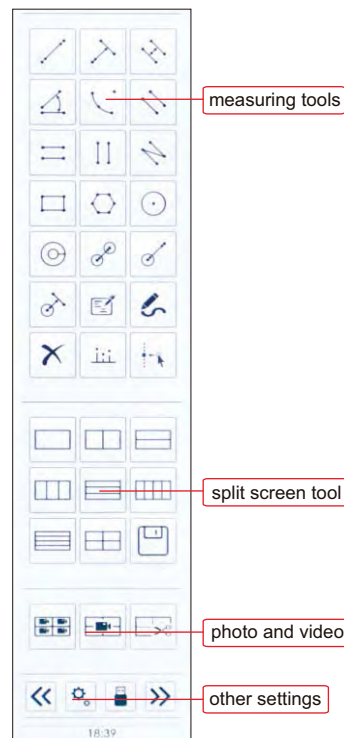 measuring tools
split screen tool
photo and video
other settings
18:39